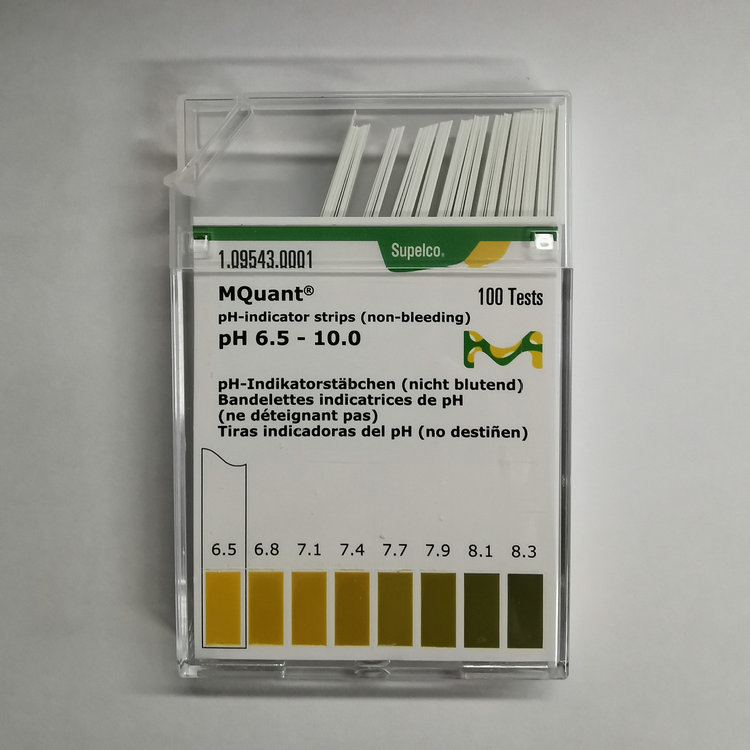 Supelco®
1.09543.0001
MQuant®
100 Tests
pH-indicator strips (non-bleeding)
pH 6.5 - 10.0
pH-Indikatorstäbchen (nicht blutend)
Bandelettes indicatrices de pH
(ne déteignant pas)
Tiras indicadoras del pH (no destiñen)
6.5 6.8 7.1 7.4 7.7 7.9 8.1 8.3